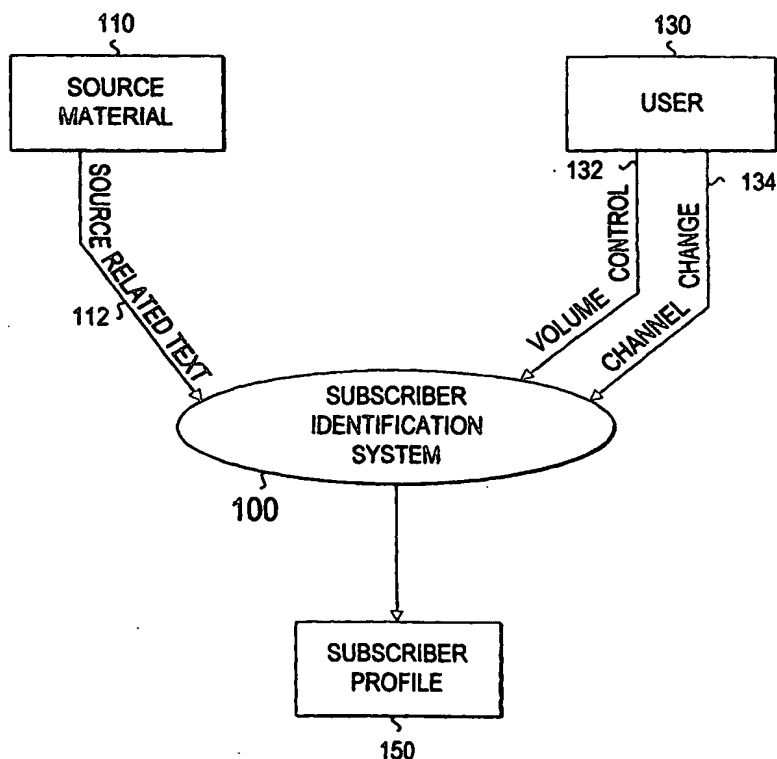 110
SOURCE
MATERIAL
130
USER
132
134
SOURCE RELATED TEXT
112
VOLUME CONTROL
CHANNEL CHANGE
SUBSCRIBER
IDENTIFICATION
SYSTEM
100
SUBSCRIBER
PROFILE
150